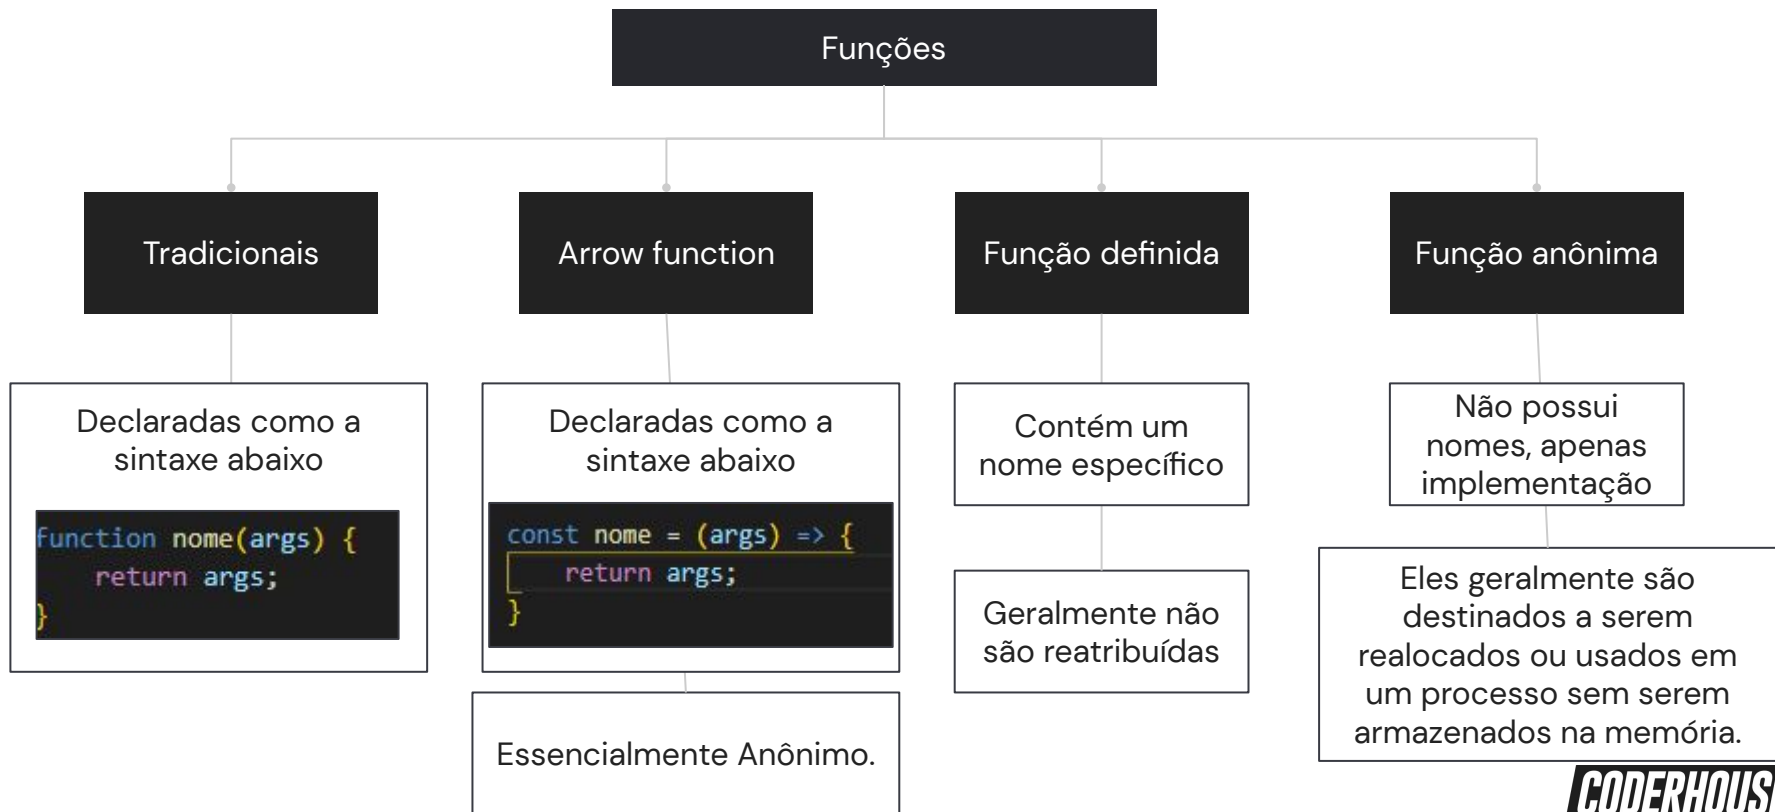 Funções
Tradicionais
Arrow function
Função definida
Função anônima
Declaradas como a
sintaxe abaixo
function nome(args) {
    return args;
}
Declaradas como a
sintaxe abaixo
const nome = (args) => {
    return args;
}
Essencialmente Anônimo.
Contém um
nome específico
Geralmente não
são reatribuídas
Não possui
nomes, apenas
implementação
Eles geralmente são
destinados a serem
realocados ou usados em
um processo sem serem
armazenados na memória.
CODERHOUS